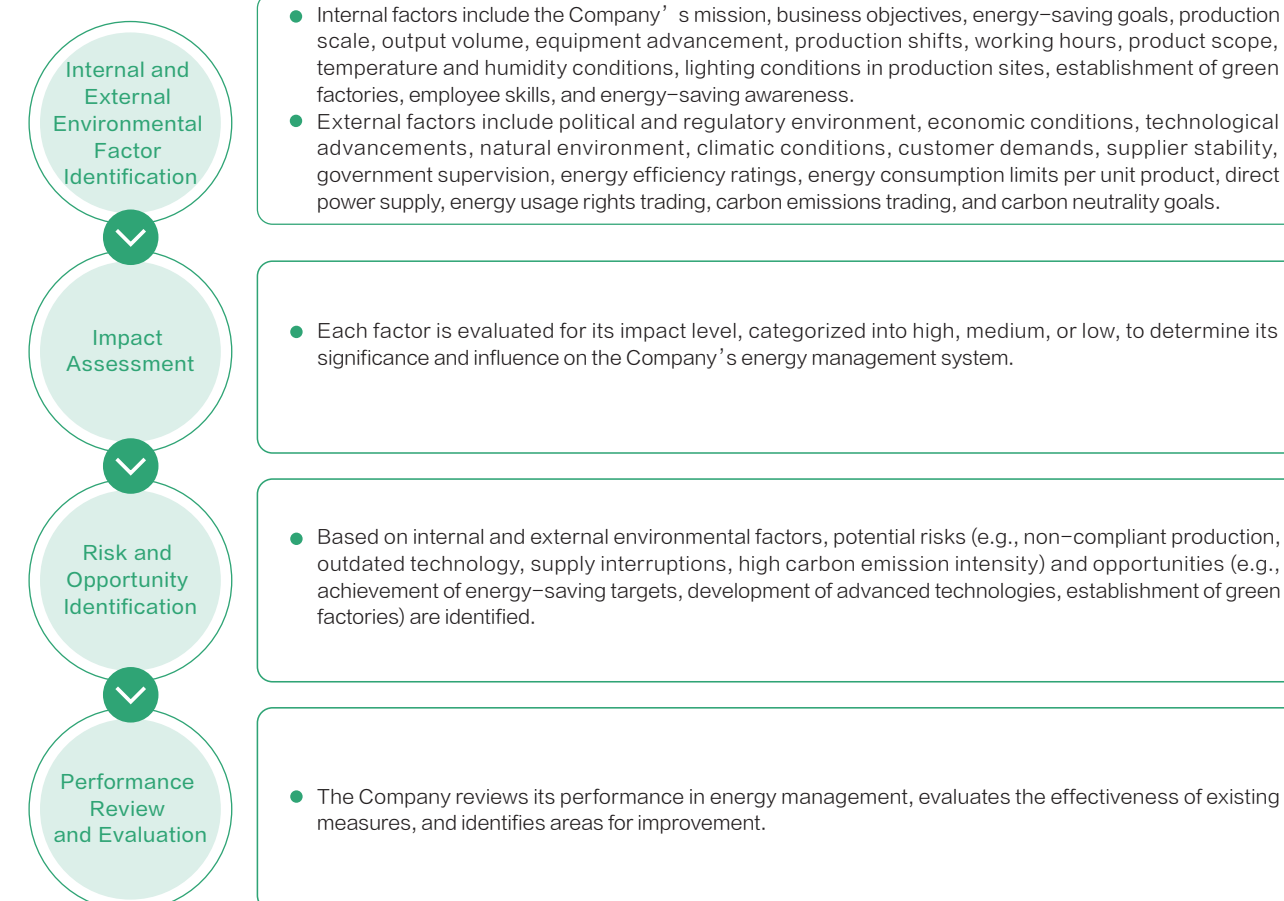 Internal and
External
Environmental
Factor
Identification
● Internal factors include the Company’s mission, business objectives, energy-saving goals, production
scale, output volume, equipment advancement, production shifts, working hours, product scope,
temperature and humidity conditions, lighting conditions in production sites, establishment of green
factories, employee skills, and energy-saving awareness.
● External factors include political and regulatory environment, economic conditions, technological
advancements, natural environment, climatic conditions, customer demands, supplier stability,
government supervision, energy efficiency ratings, energy consumption limits per unit product, direct
power supply, energy usage rights trading, carbon emissions trading, and carbon neutrality goals.
Impact
Assessment
● Each factor is evaluated for its impact level, categorized into high, medium, or low, to determine its
significance and influence on the Company’s energy management system.
Risk and
Opportunity
Identification
● Based on internal and external environmental factors, potential risks (e.g., non-compliant production,
outdated technology, supply interruptions, high carbon emission intensity) and opportunities (e.g.,
achievement of energy-saving targets, development of advanced technologies, establishment of green
factories) are identified.
Performance
Review
and Evaluation
● The Company reviews its performance in energy management, evaluates the effectiveness of existing
measures, and identifies areas for improvement.